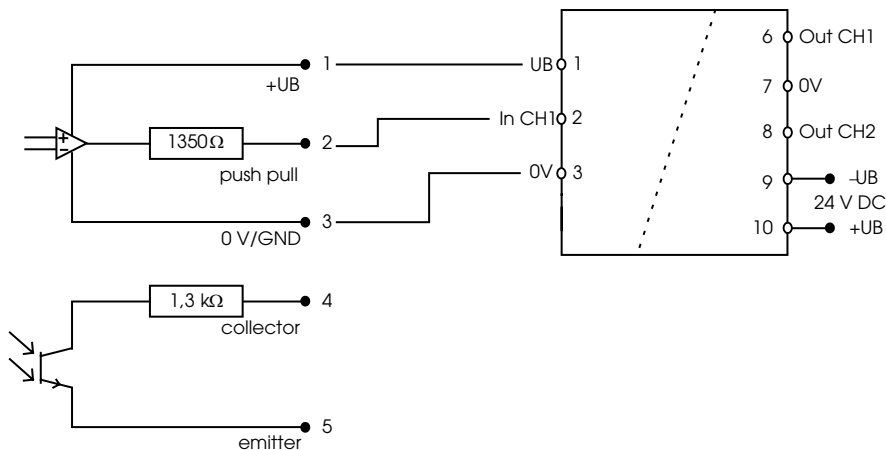 1
+UB
1350Ω
2
push pull
3
0 V/GND
1,3 kΩ
4
collector
5
emitter
UB 1
In CH1 2
0V 3
6 Out CH1
7 0V
8 Out CH2
9 –UB
24 V DC
10 +UB